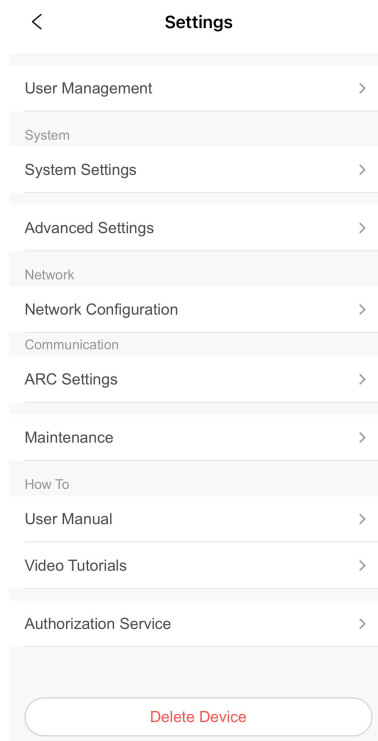 Settings
User Management
System
System Settings
Advanced Settings
Network
Network Configuration
Communication
ARC Settings
Maintenance
How To
User Manual
Video Tutorials
Authorization Service
Delete Device